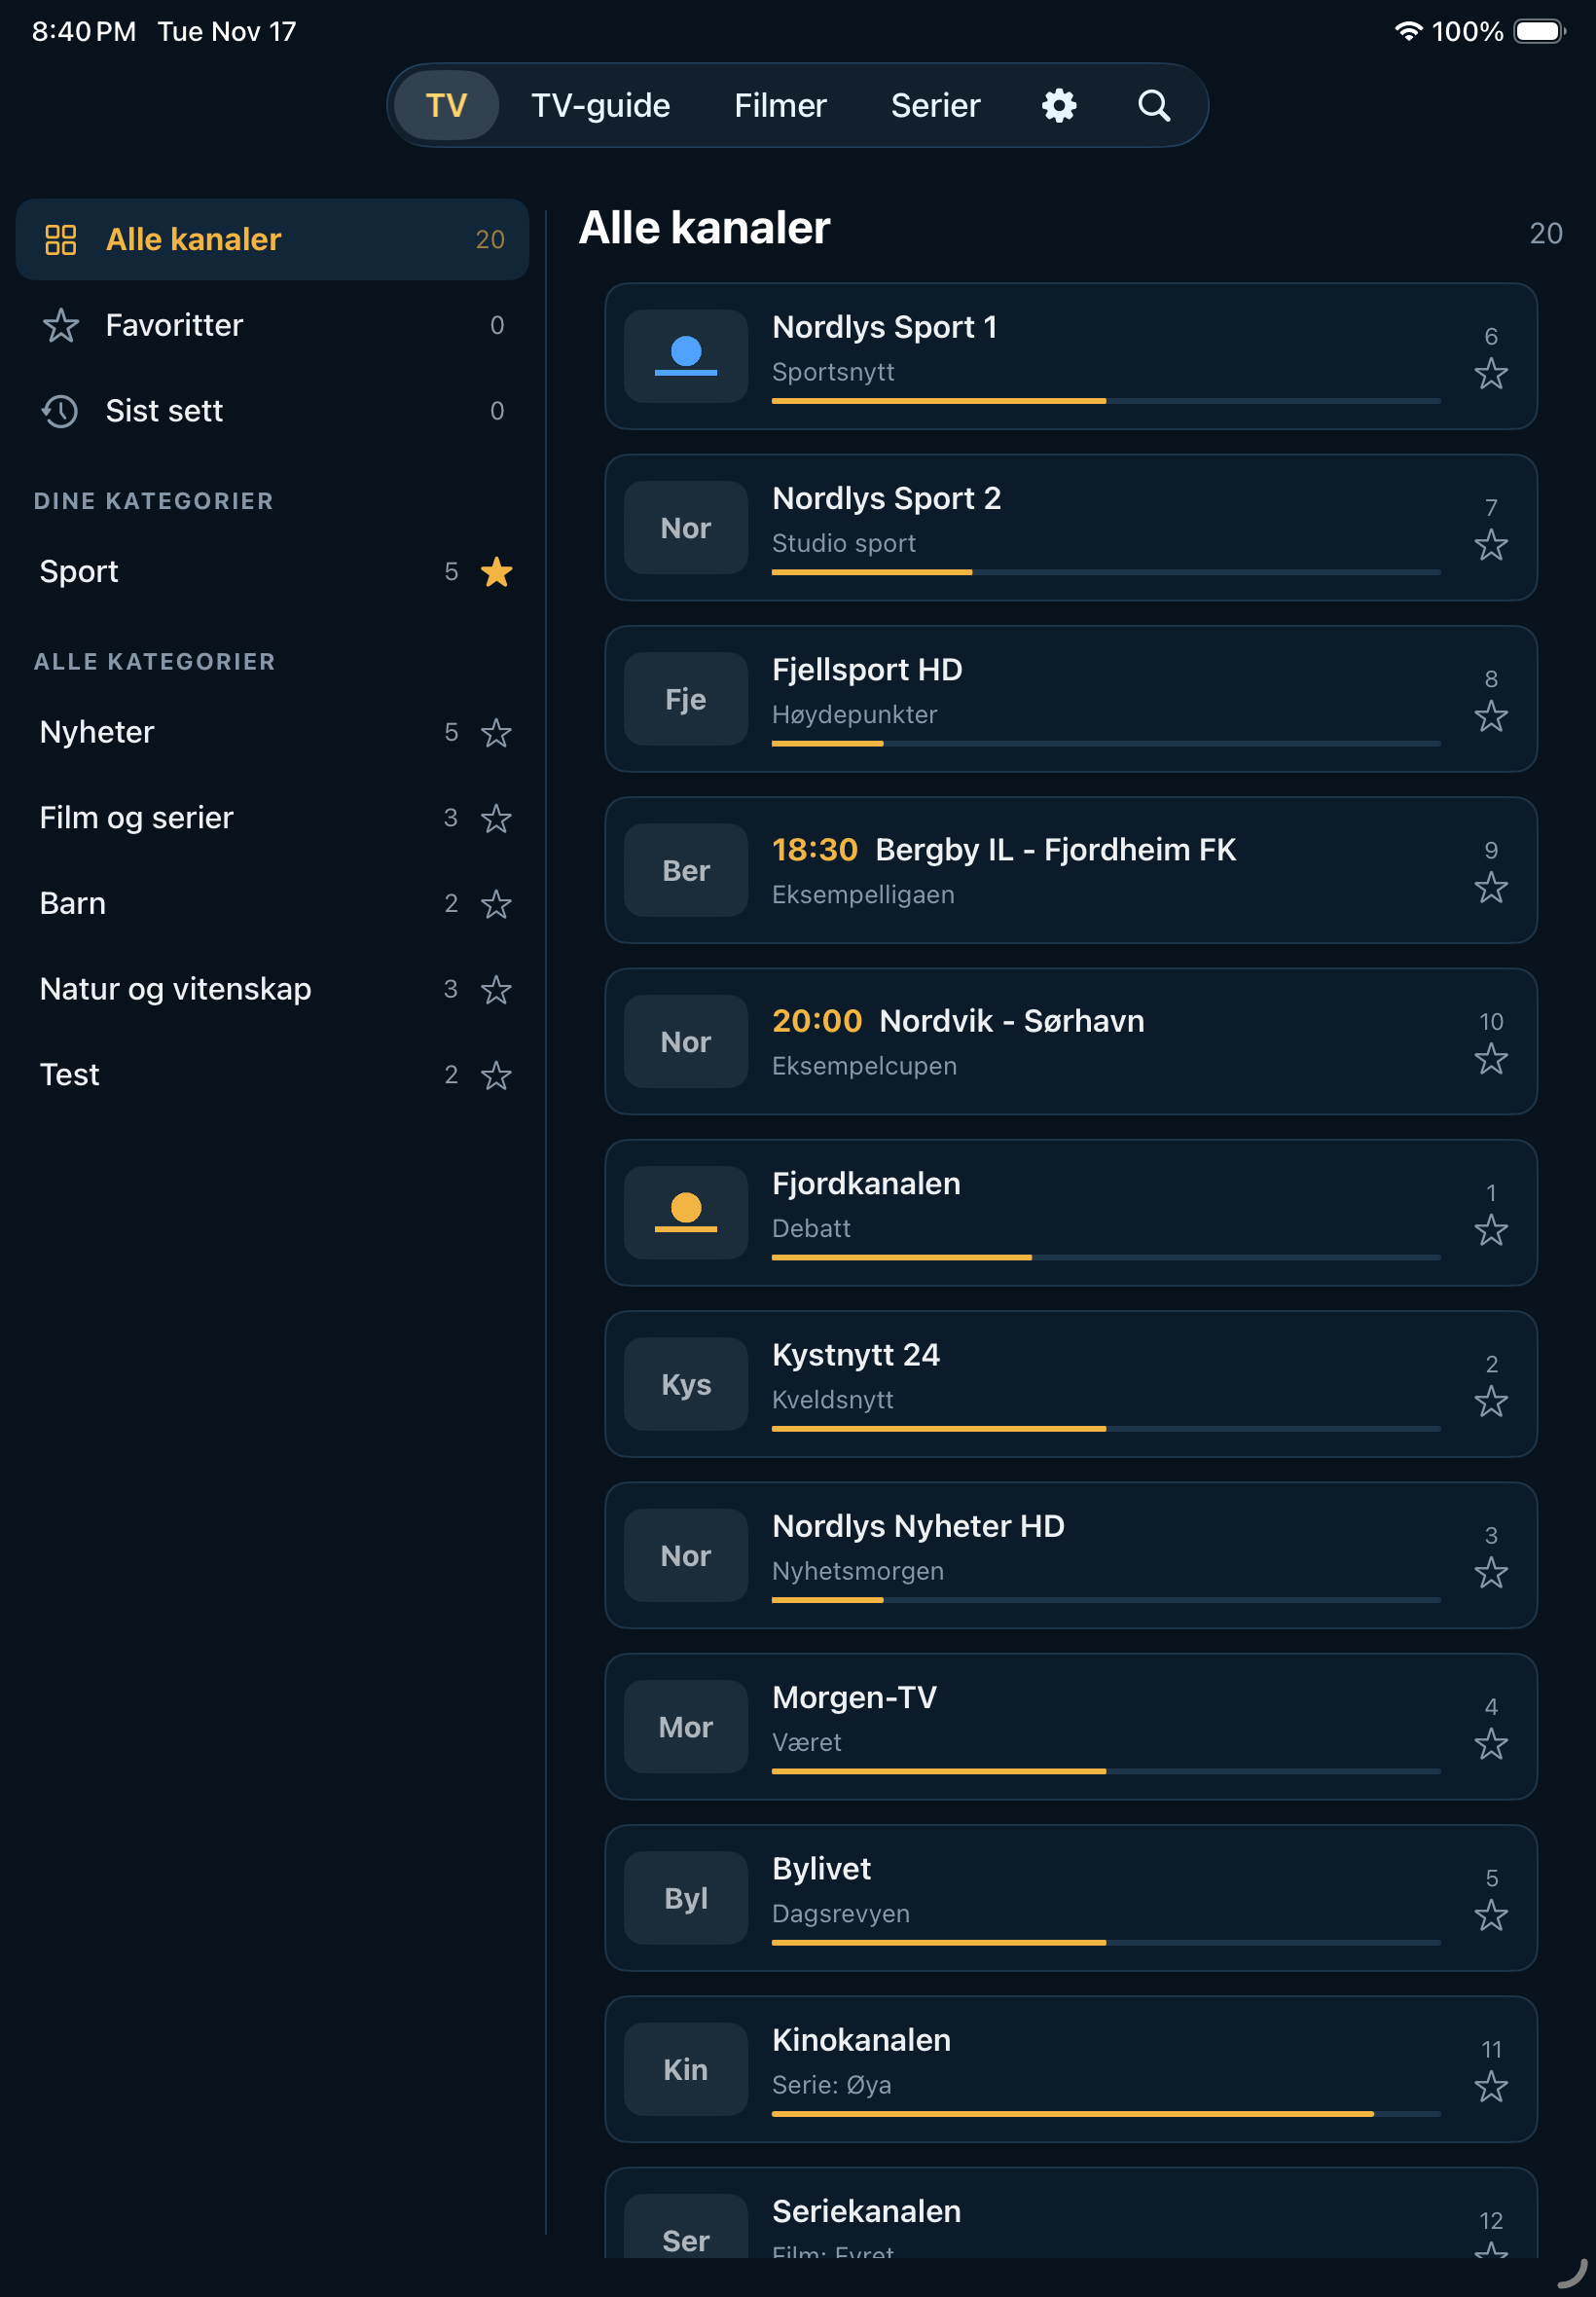 8:40 PM Tue Nov 17
100%
TV TV-guide Filmer Serier
Alle kanaler 20
Favoritter 0
Sist sett 0
DINE KATEGORIER
Sport 5
ALLE KATEGORIER
Nyheter 5
Film og serier 3
Barn 2
Natur og vitenskap 3
Test 2
Alle kanaler 20
Nordlys Sport 1
Sportsnytt
6
Nor
Nordlys Sport 2
Studio sport
7
Fje
Fjellsport HD
Høydepunkter
8
Ber
18:30 Bergby IL - Fjordheim FK
Eksempelligaen
9
Nor
20:00 Nordvik - Sørhavn
Eksempelcupen
10
Fjordkanalen
Debatt
1
Kys
Kystnytt 24
Kveldsnytt
2
Nor
Nordlys Nyheter HD
Nyhetsmorgen
3
Mor
Morgen-TV
Været
4
Byl
Bylivet
Dagsrevyen
5
Kin
Kinokanalen
Serie: Øya
11
Ser
Seriekanalen
Film:
12